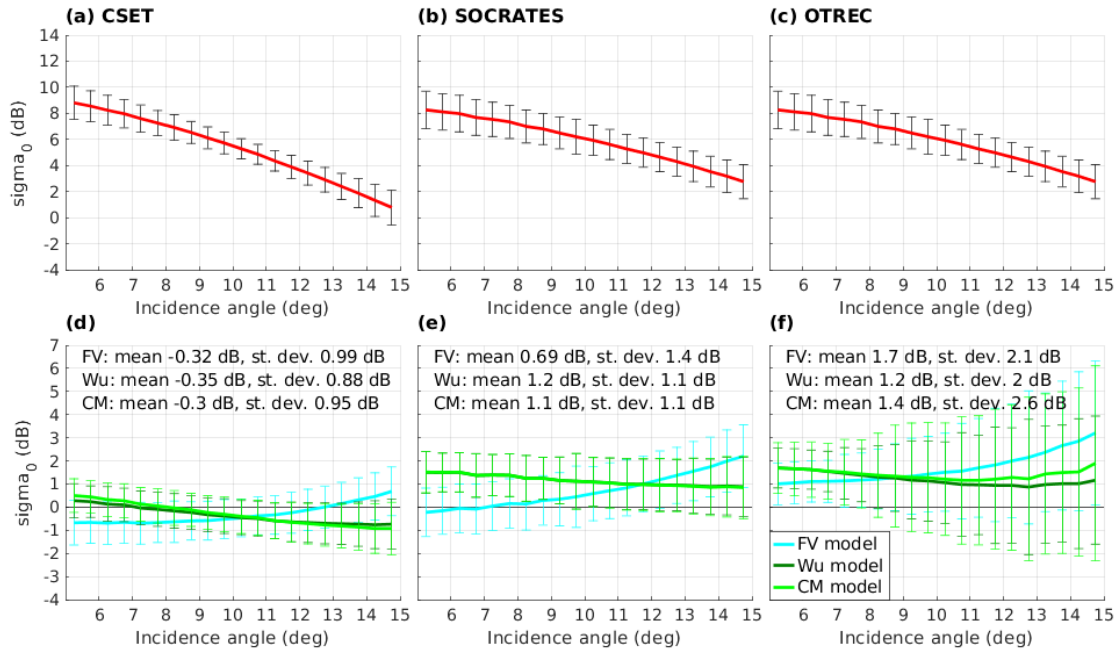 (a) CSET
(b) SOCRATES
(c) OTREC
sigma0 (dB)
14
12
10
8
6
4
2
0
-2
-4
6 7 8 9 10 11 12 13 14 15
6 7 8 9 10 11 12 13 14 15
6 7 8 9 10 11 12 13 14 15
Incidence angle (deg)
Incidence angle (deg)
Incidence angle (deg)
(d)
(e)
(f)
sigma0 (dB)
7
6
5
4
3
2
1
0
-1
-2
-3
-4
FV: mean -0.32 dB, st. dev. 0.99 dB
Wu: mean -0.35 dB, st. dev. 0.88 dB
CM: mean -0.3 dB, st. dev. 0.95 dB
FV: mean 0.69 dB, st. dev. 1.4 dB
Wu: mean 1.2 dB, st. dev. 1.1 dB
CM: mean 1.1 dB, st. dev. 1.1 dB
FV: mean 1.7 dB, st. dev. 2.1 dB
Wu: mean 1.2 dB, st. dev. 2 dB
CM: mean 1.4 dB, st. dev. 2.6 dB
FV model
Wu model
CM model
6 7 8 9 10 11 12 13 14 15
6 7 8 9 10 11 12 13 14 15
6 7 8 9 10 11 12 13 14 15
Incidence angle (deg)
Incidence angle (deg)
Incidence angle (deg)